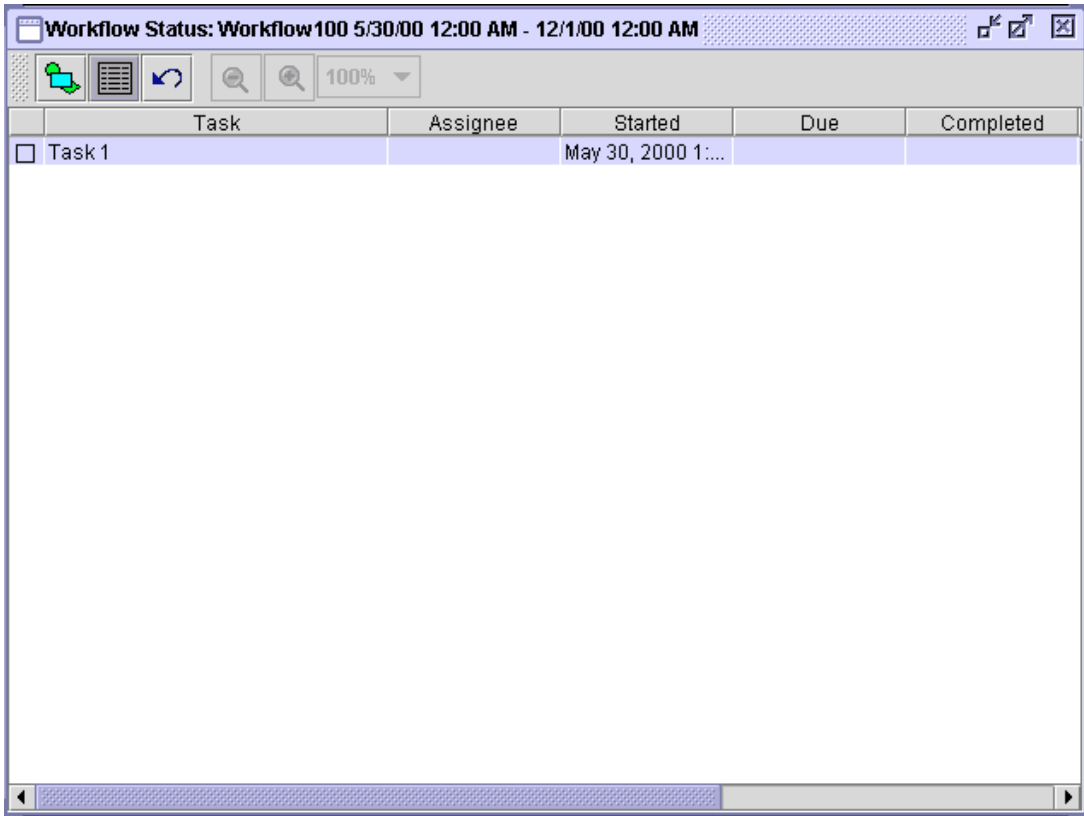 Workflow Status: Workflow100 5/30/00 12:00 AM - 12/1/00 12:00 AM
100%
Task Assignee Started Due Completed
Task 1 May 30, 2000 1:...